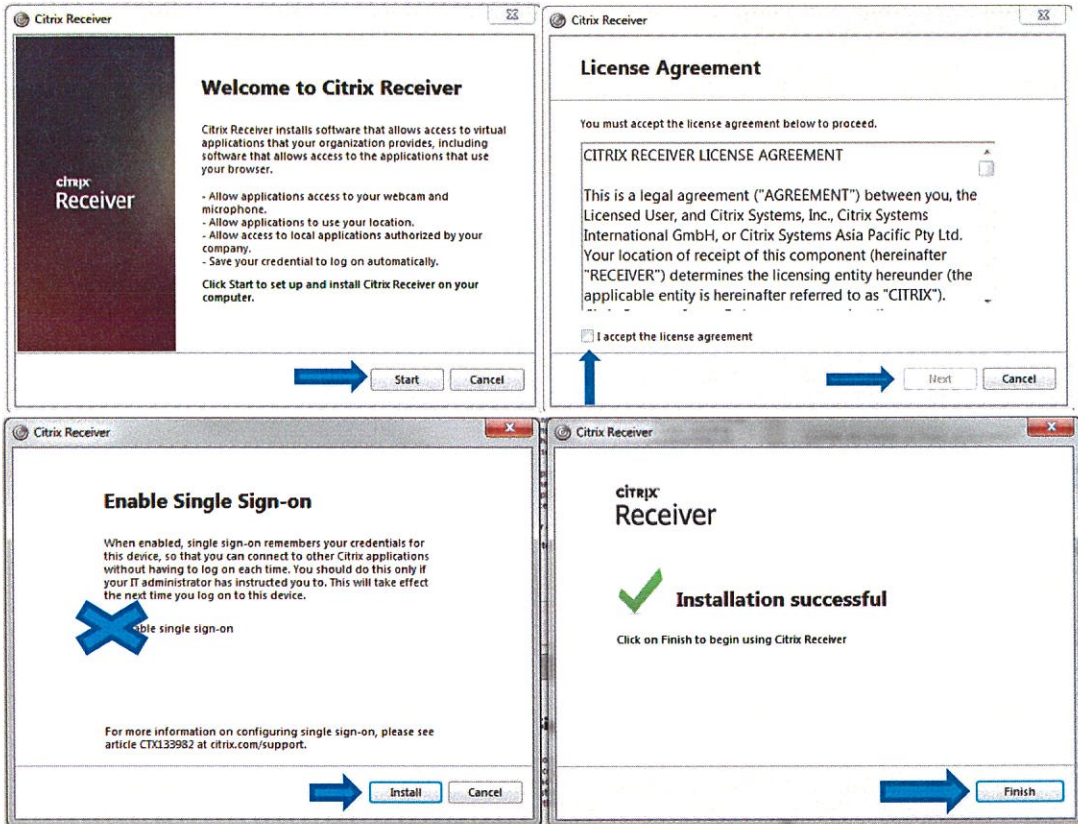 Citrix Receiver
Welcome to Citrix Receiver
Citrix Receiver installs software that allows access to virtual
applications that your organization provides, including
software that allows access to the applications that use
your browser.
- Allow applications access to your webcam and
microphone.
- Allow applications to use your location.
- Allow access to local applications authorized by your
company.
- Save your credential to log on automatically.
Click Start to set up and install Citrix Receiver on your
computer.
citrix
Receiver
Start
Cancel
Citrix Receiver
License Agreement
You must accept the license agreement below to proceed.
CITRIX RECEIVER LICENSE AGREEMENT
This is a legal agreement ("AGREEMENT") between you, the
Licensed User, and Citrix Systems, Inc., Citrix Systems
International GmbH, or Citrix Systems Asia Pacific Pty Ltd.
Your location of receipt of this component (hereinafter
"RECEIVER") determines the licensing entity hereunder (the
applicable entity is hereinafter referred to as "CITRIX").
I accept the license agreement
Next
Cancel
Citrix Receiver
Enable Single Sign-on
When enabled, single sign-on remembers your credentials for
this device, so that you can connect to other Citrix applications
without having to log on each time. You should do this only if
your IT administrator has instructed you to. This will take effect
the next time you log on to this device.
able single sign-on
For more information on configuring single sign-on, please see
article CTX133982 at citrix.com/support.
Install
Cancel
Citrix Receiver
CİTRIX
Receiver
Installation successful
Click on Finish to begin using Citrix Receiver
Finish